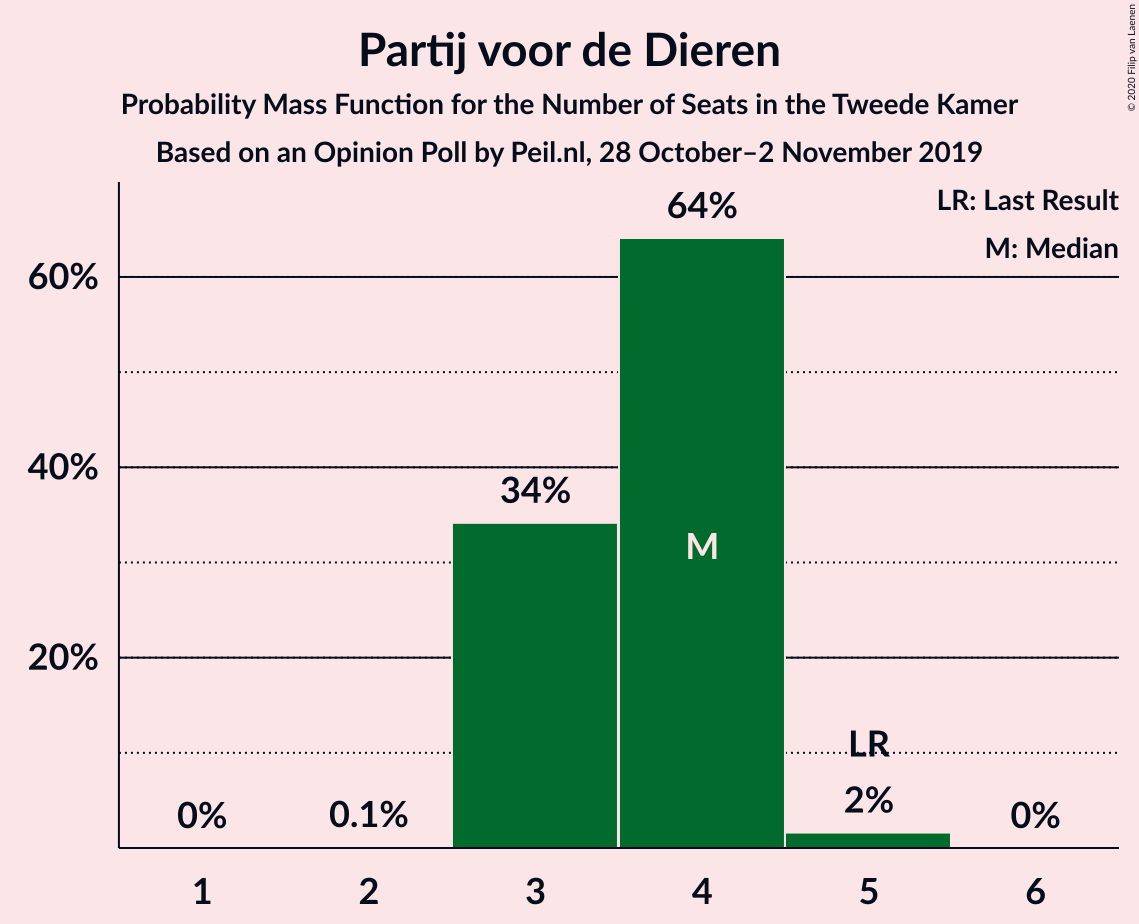 Partij voor de Dieren
Probability Mass Function for the Number of Seats in the Tweede Kamer
Based on an Opinion Poll by Peil.nl, 28 October–2 November 2019
© 2020 Filip van Laenen
LR: Last Result
M: Median
64%
60%
40%
34%
M
20%
LR
0%
0.1%
2%
0%
1 2 3 4 5 6